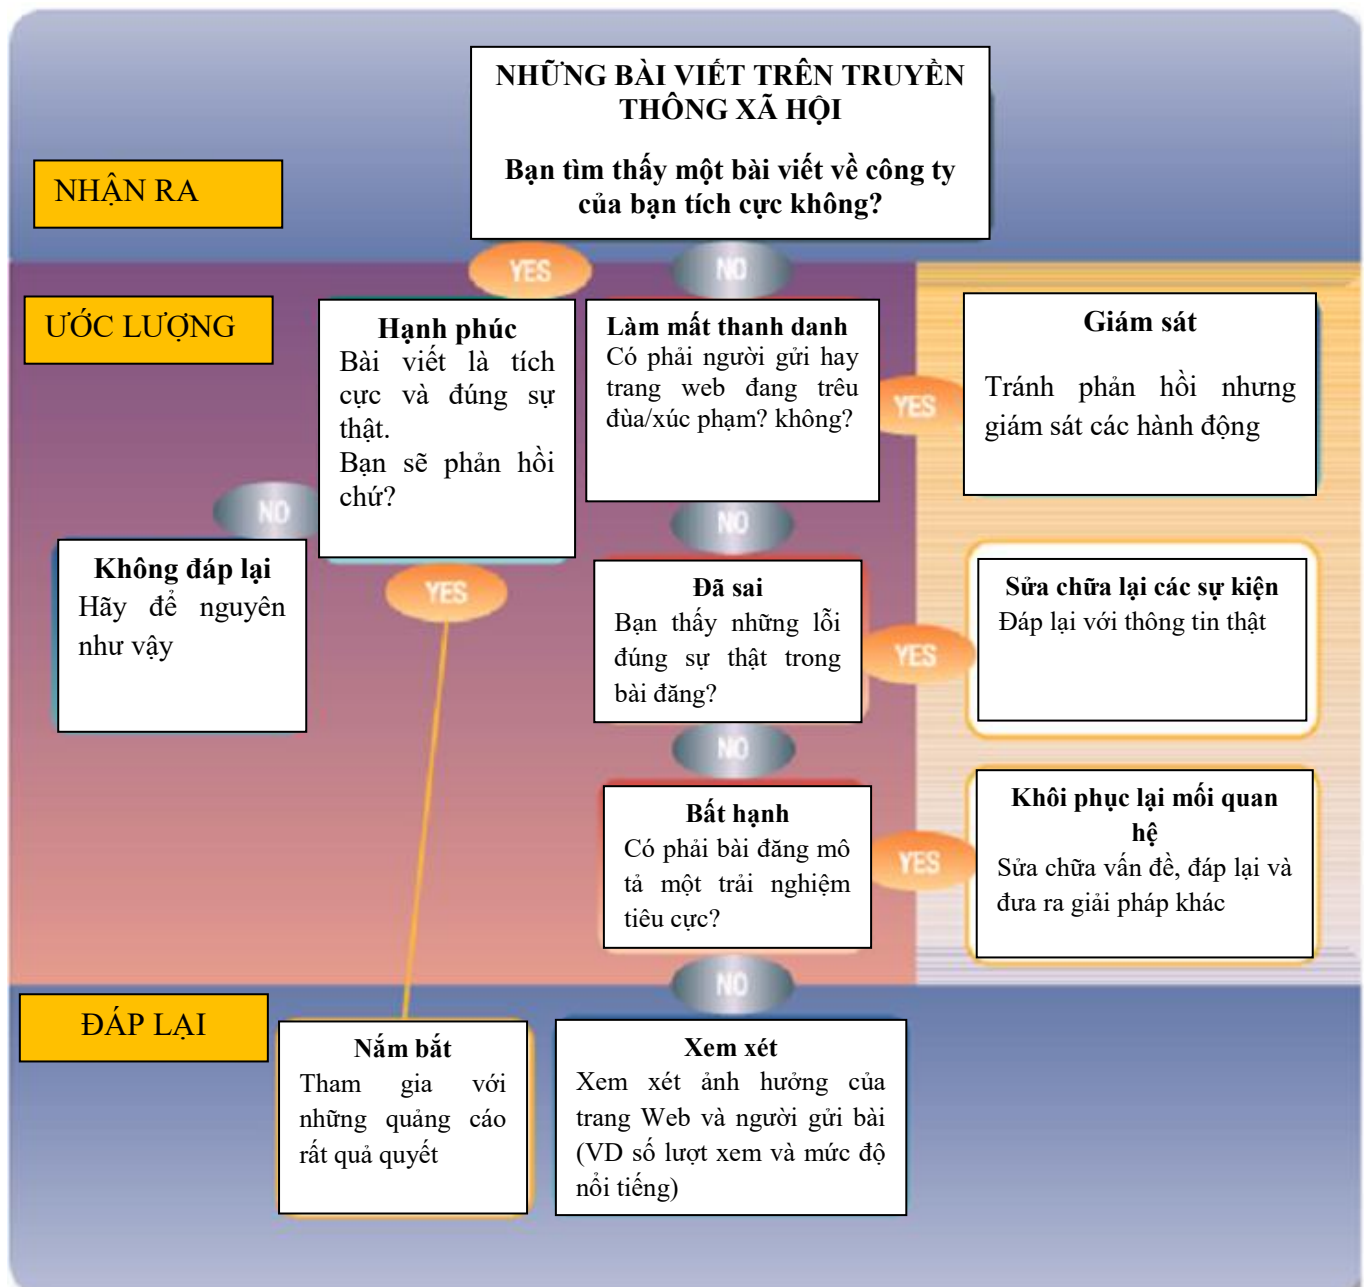 NHỮNG BÀI VIẾT TRÊN TRUYỀN
THÔNG XÃ HỘI
Bạn tìm thấy một bài viết về công ty
của bạn tích cực không?
NHẬN RA
YES
NO
ƯỚC LƯỢNG
Hạnh phúc
Bài viết là tích
cực và đúng sự
thật.
Bạn sẽ phản hồi
chứ?
Làm mất thanh danh
Có phải người gửi hay
trang web đang trêu
đùa/xúc phạm? không?
YES
Giám sát
Tránh phản hồi nhưng
giám sát các hành động
NO
NO
Không đáp lại
Hãy để nguyên
như vậy
YES
Đã sai
Bạn thấy những lỗi
đúng sự thật trong
bài đăng?
YES
Sửa chữa lại các sự kiện
Đáp lại với thông tin thật
NO
Bất hạnh
Có phải bài đăng mô
tả một trải nghiệm
tiêu cực?
YES
Khôi phục lại mối quan
hệ
Sửa chữa vấn đề, đáp lại và
đưa ra giải pháp khác
NO
ĐÁP LẠI
Nắm bắt
Tham gia với
những quảng cáo
rất quả quyết
Xem xét
Xem xét ảnh hưởng của
trang Web và người gửi bài
(VD số lượt xem và mức độ
nổi tiếng)